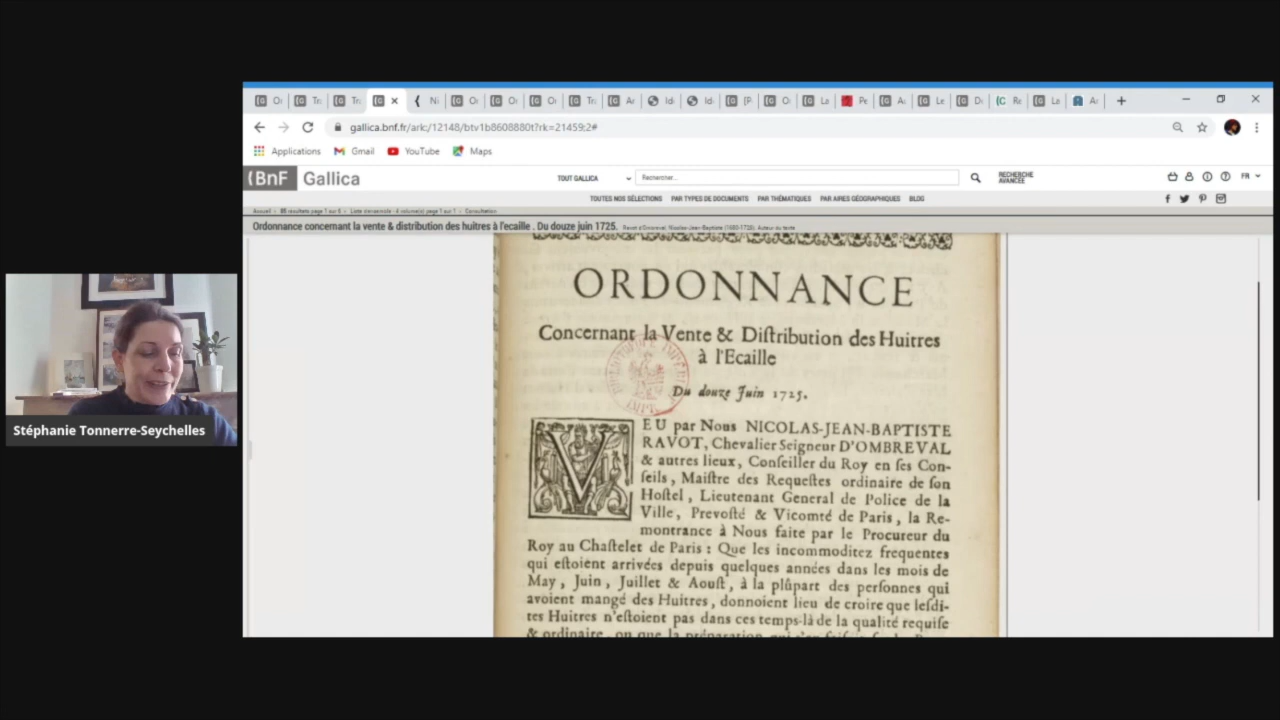 gallica.bnf.fr/ark:/12148/btv1b8608880t?rk=21459;2#
Applications Gmail YouTube Maps
BnF Gallica
TOUT GALLICA Rechercher... RECHERCHE AVANCÉE FR
TOUTES NOS SÉLECTIONS PAR TYPES DE DOCUMENTS PAR THÉMATIQUES PAR AIRES GÉOGRAPHIQUES BLOG
Ordonnance concernant la vente & distribution des huîtres à l'ecaille . Du douze juin 1725.
ORDONNANCE
Concernant la Vente & Diſtribution des Huitres
à l'Ecaille
Du douze Juin 1725.
VEU par Nous NICOLAS-JEAN-BAPTISTE
RAVOT, Chevalier Seigneur D'OMBREVAL
& autres lieux, Conſeiller du Roy en ſes Con-
ſeils, Maiſtre des Requeſtes ordinaire de ſon
Hoſtel, Lieutenant General de Police de la
Ville, Prevoſté & Vicomté de Paris, la Re-
montrance à Nous faite par le Procureur du
Roy au Chaſtelet de Paris : Que les incommoditez frequentes
qui eſtoient arrivées depuis quelques années dans les mois de
May, Juin, Juillet & Aouſt, à la plûpart des perſonnes qui
avoient mangé des Huitres, donnoient lieu de croire que leſdi-
tes Huitres n'eſtoient pas dans ces temps-là de la qualité requiſe
& ordinaire, ou que la préparation
Stéphanie Tonnerre-Seychelles